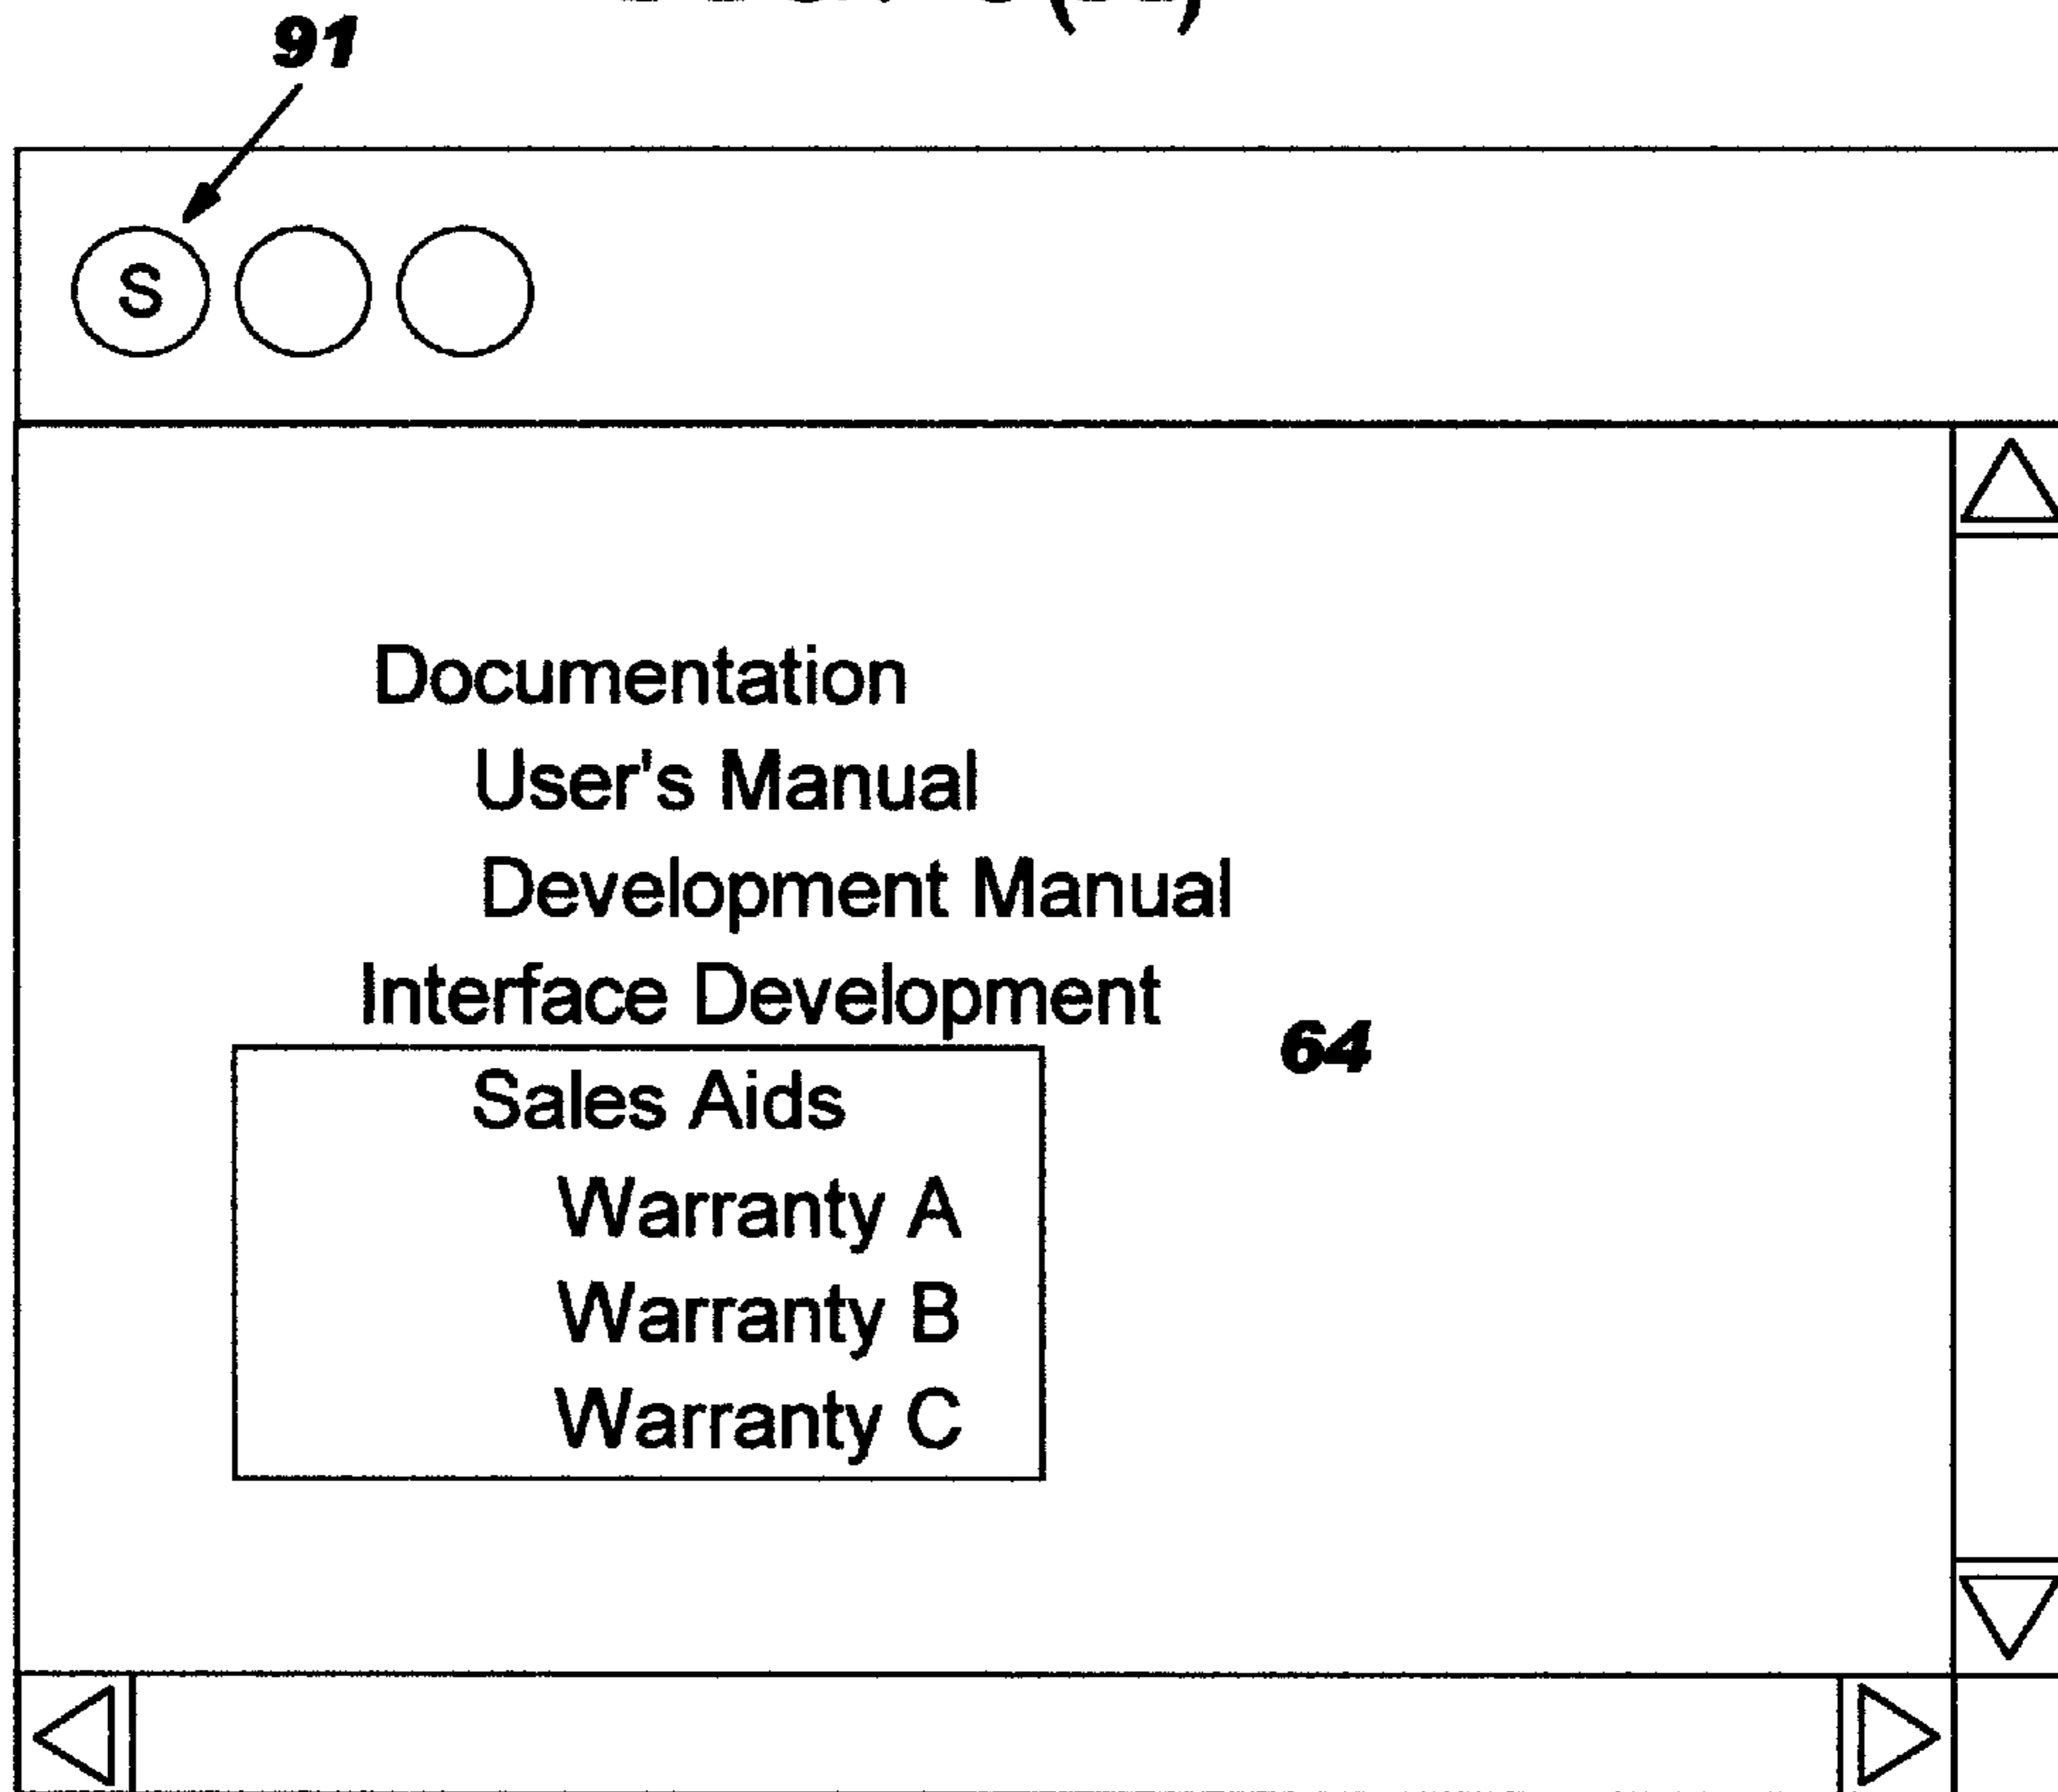 91
S
Documentation
User's Manual
Development Manual
Interface Development
64
Sales Aids
Warranty A
Warranty B
Warranty C